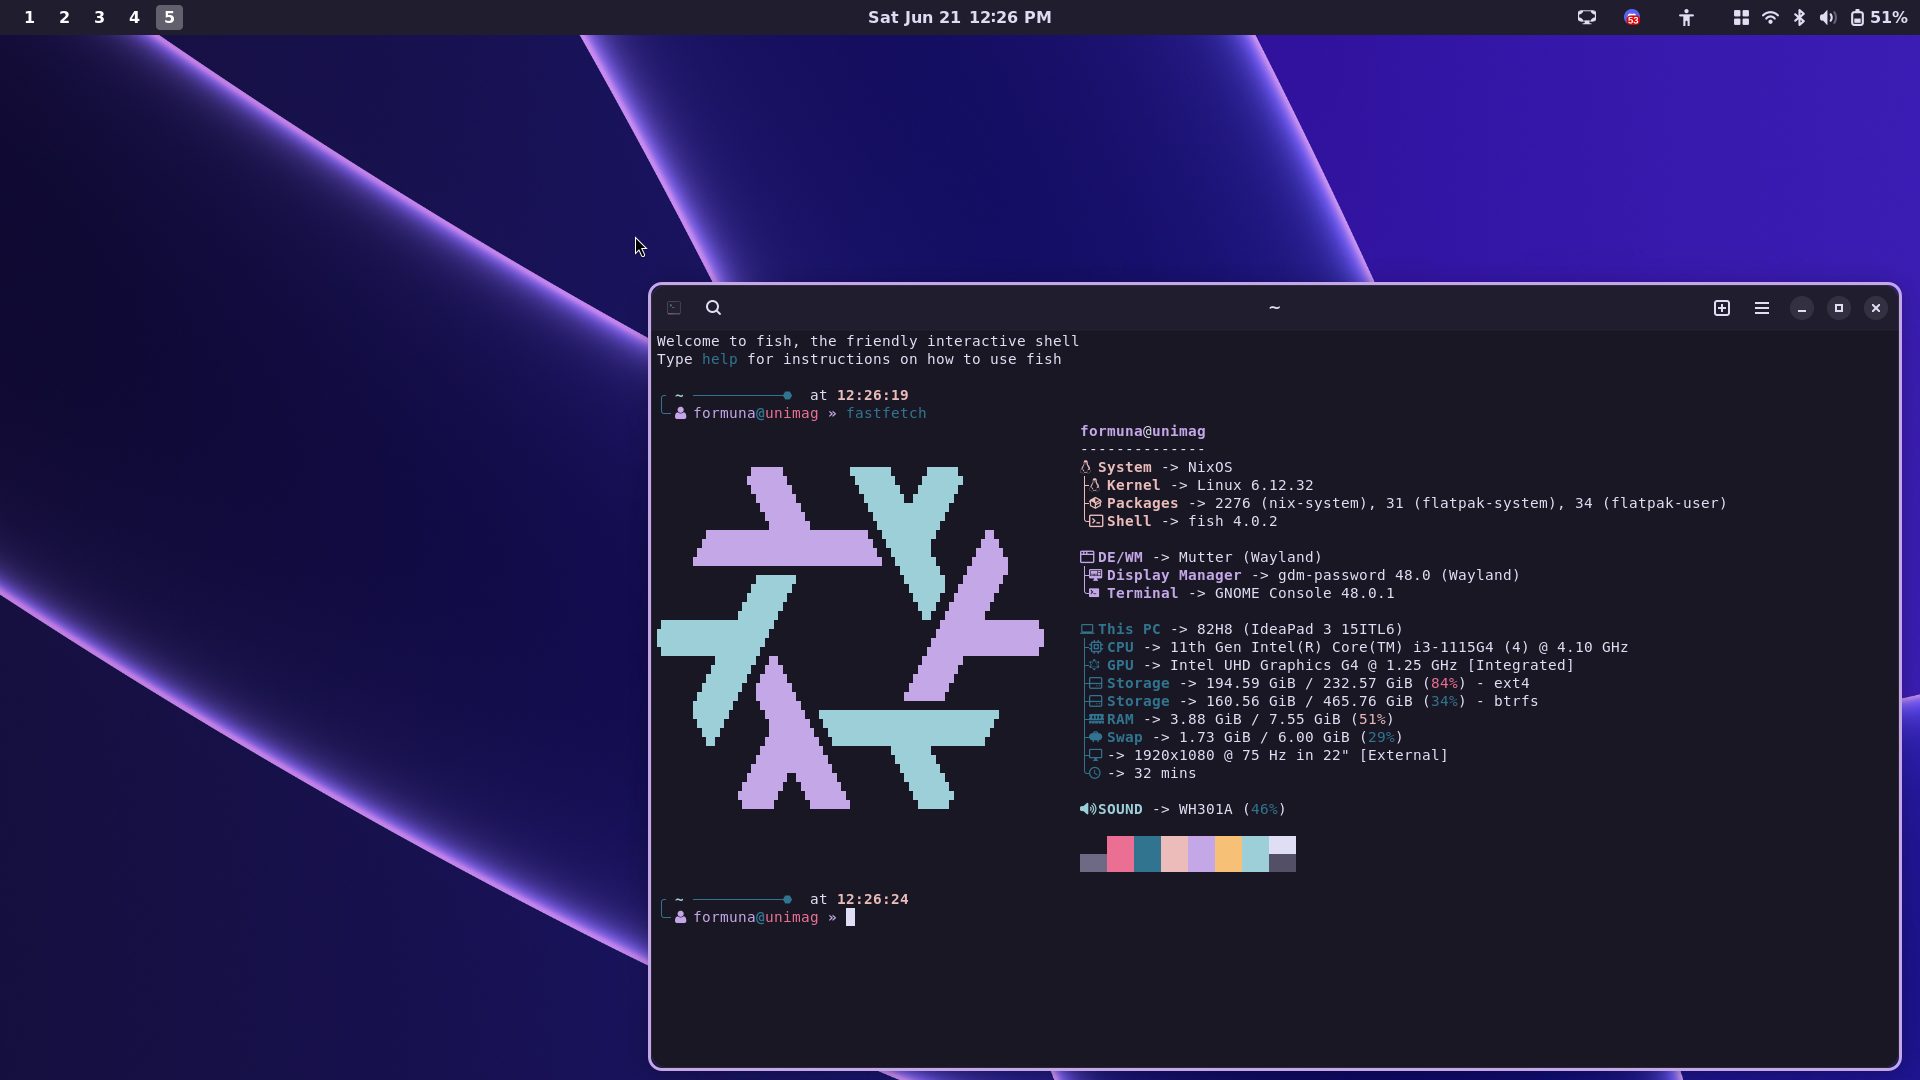 1 2 3 4 5
Sat Jun 21 12:26 PM
53
51%
~
Welcome to fish, the friendly interactive shell
Type help for instructions on how to use fish
~ at 12:26:19
formuna@unimag » fastfetch
formuna@unimag
--------------
System -> NixOS
Kernel -> Linux 6.12.32
Packages -> 2276 (nix-system), 31 (flatpak-system), 34 (flatpak-user)
Shell -> fish 4.0.2
DE/WM -> Mutter (Wayland)
Display Manager -> gdm-password 48.0 (Wayland)
Terminal -> GNOME Console 48.0.1
This PC -> 82H8 (IdeaPad 3 15ITL6)
CPU -> 11th Gen Intel(R) Core(TM) i3-1115G4 (4) @ 4.10 GHz
GPU -> Intel UHD Graphics G4 @ 1.25 GHz [Integrated]
Storage -> 194.59 GiB / 232.57 GiB (84%) - ext4
Storage -> 160.56 GiB / 465.76 GiB (34%) - btrfs
RAM -> 3.88 GiB / 7.55 GiB (51%)
Swap -> 1.73 GiB / 6.00 GiB (29%)
-> 1920x1080 @ 75 Hz in 22" [External]
-> 32 mins
SOUND -> WH301A (46%)
~ at 12:26:24
formuna@unimag »